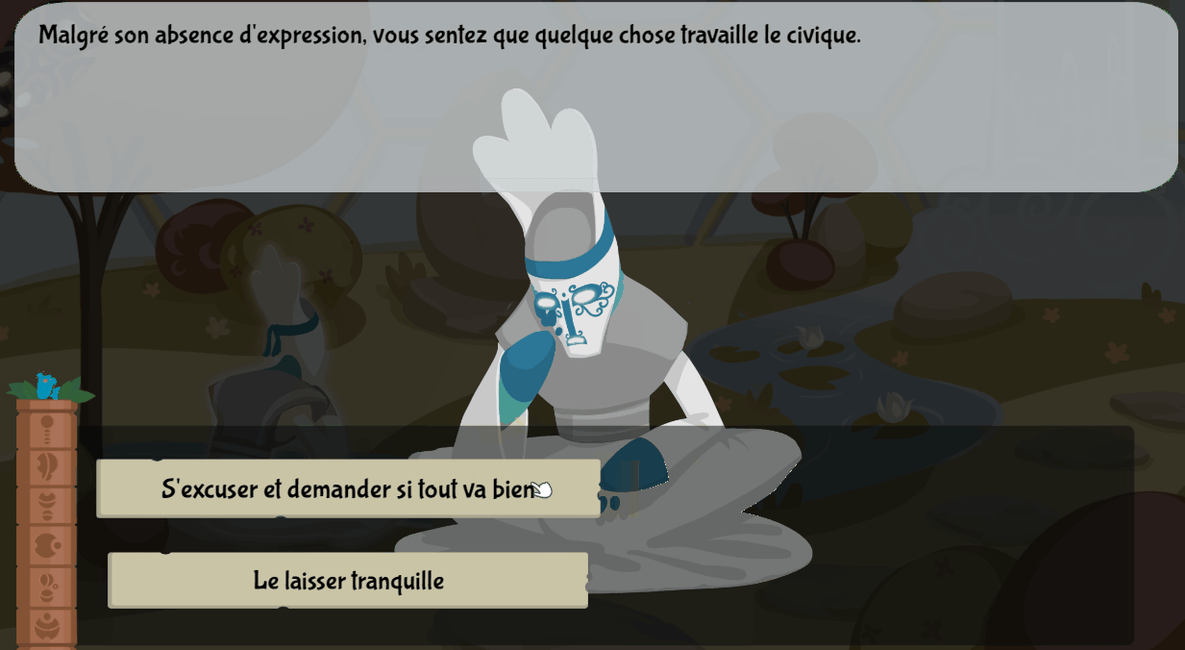 Malgré son absence d'expression, vous sentez que quelque chose travaille le civique.
S'excuser et demander si tout va bien
Le laisser tranquille